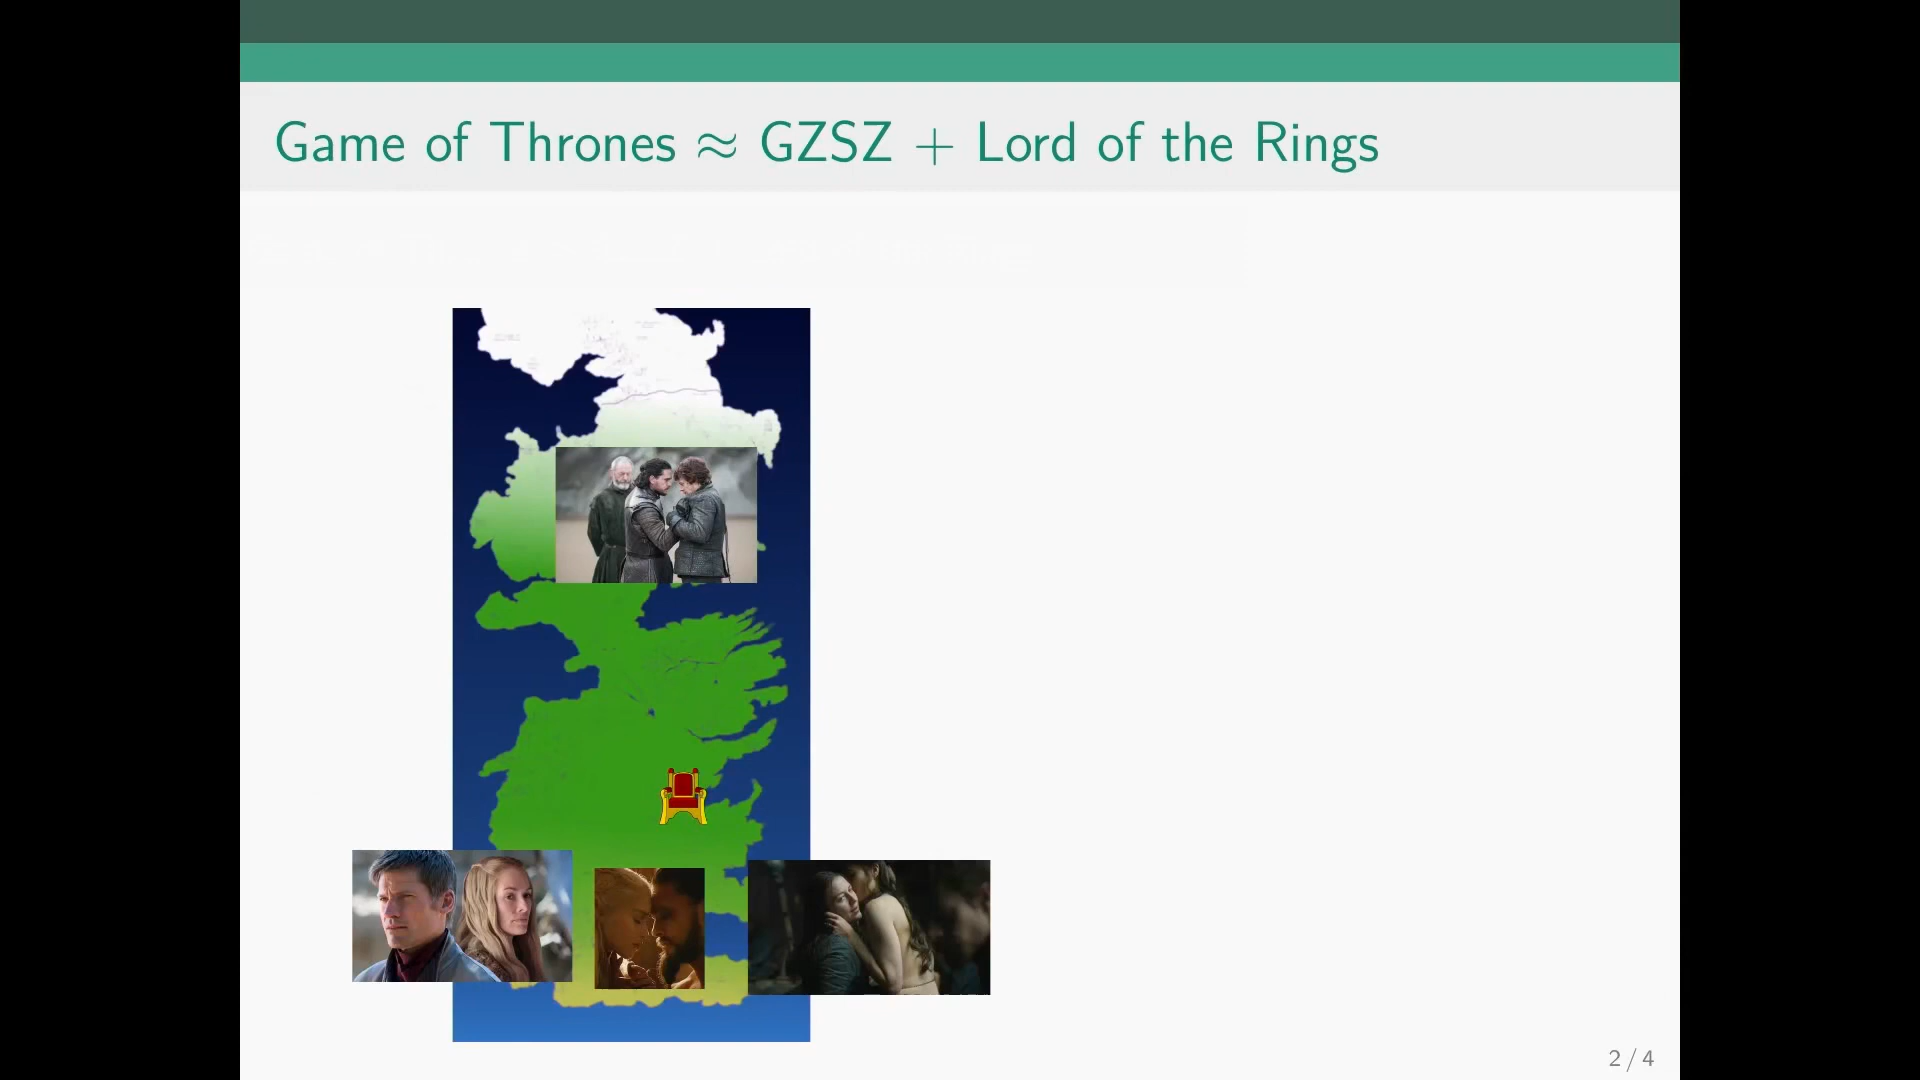 Game of Thrones ≈ GZSZ + Lord of the Rings
2 / 4